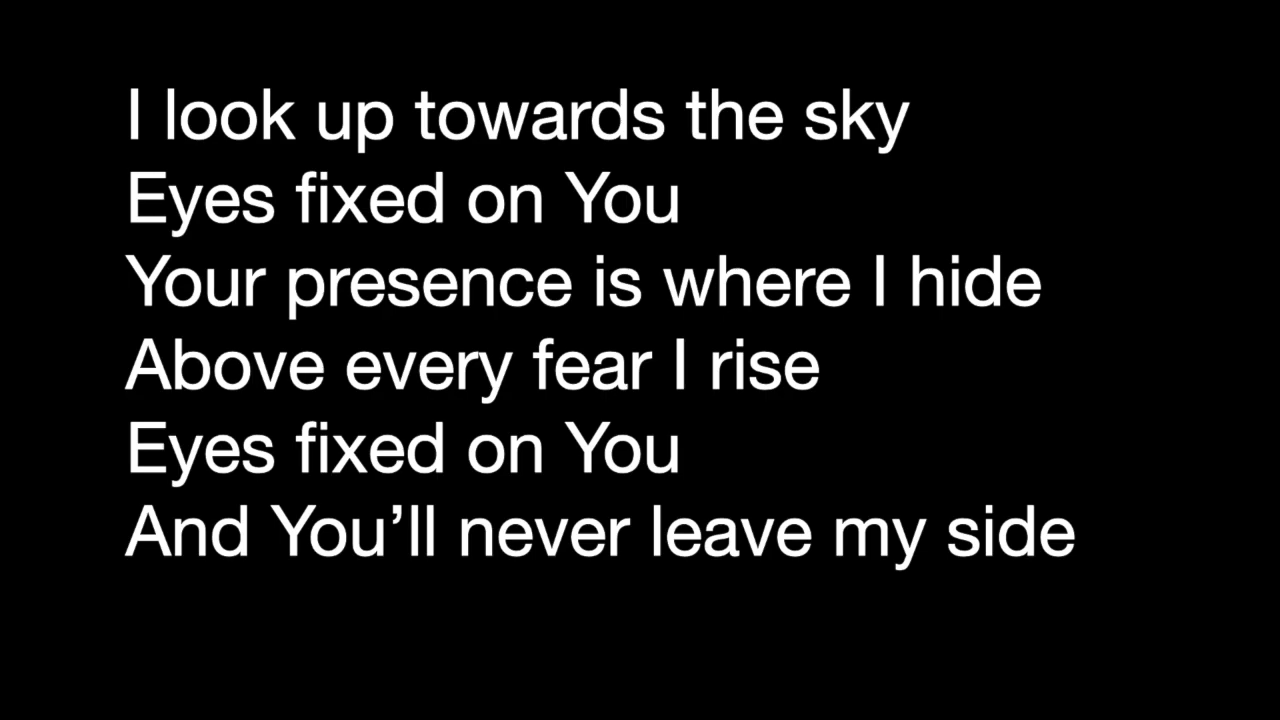 I look up towards the sky
Eyes fixed on You
Your presence is where I hide
Above every fear I rise
Eyes fixed on You
And You’ll never leave my side